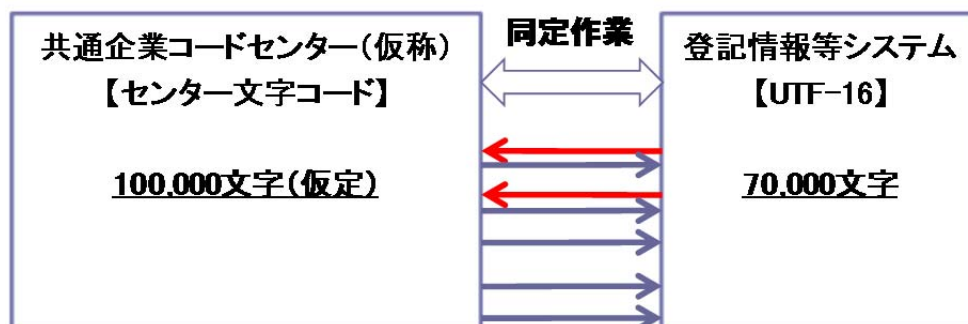 共通企業コードセンター（仮称）
【センター文字コード】
100,000文字（仮定）
同定作業
登記情報等システム
【UTF-16】
70,000文字